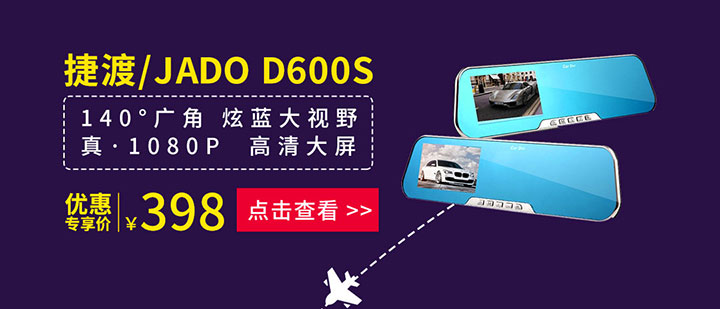 捷渡/JADO D600S
140°广角 炫蓝大视野
真·1080P 高清大屏
优惠
专享价
¥398
点击查看 >>